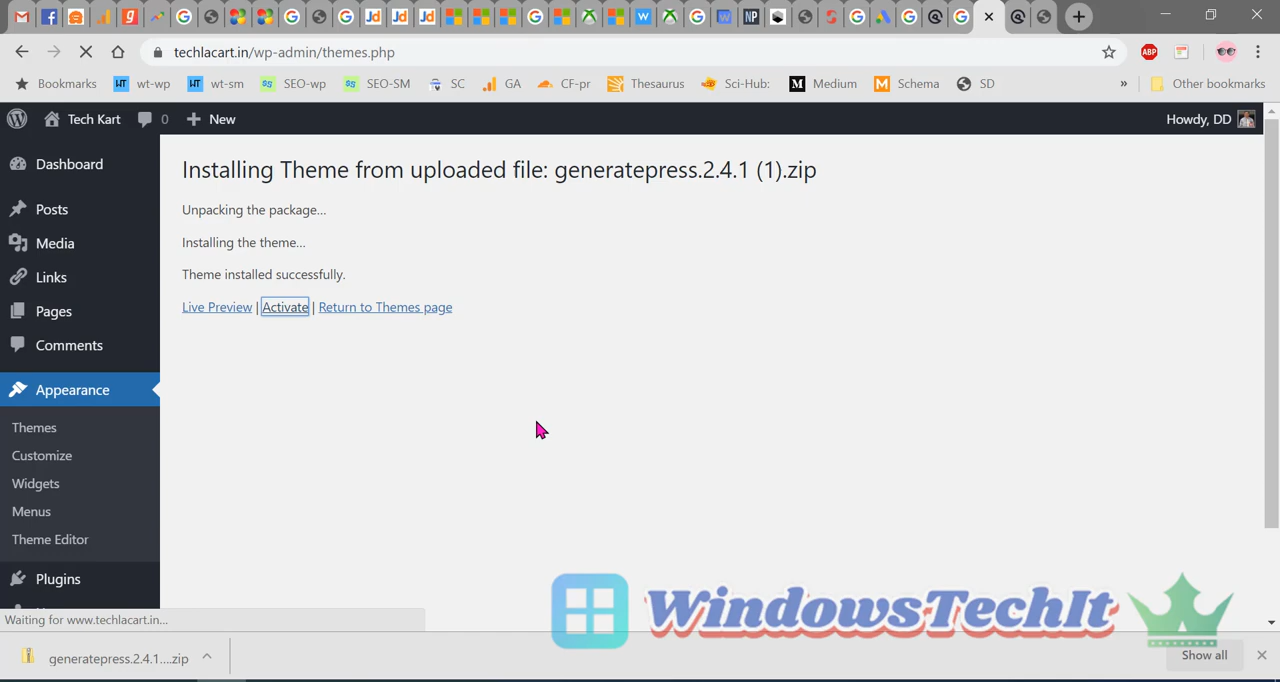 techlacart.in/wp-admin/themes.php
ABP
Bookmarks
wt-wp
wt-sm
SEO-wp
SEO-SM
SC
GA
CF-pr
Thesaurus
Sci-Hub:
Medium
Schema
SD
»
Other bookmarks
Tech Kart
0
New
Howdy, DD
Dashboard
Posts
Media
Links
Pages
Comments
Appearance
Themes
Customize
Widgets
Menus
Theme Editor
Plugins
Installing Theme from uploaded file: generatepress.2.4.1 (1).zip
Unpacking the package...
Installing the theme...
Theme installed successfully.
Live Preview | Activate | Return to Themes page
WindowsTechIt
Waiting for www.techlacart.in...
generatepress.2.4.1....zip
Show all